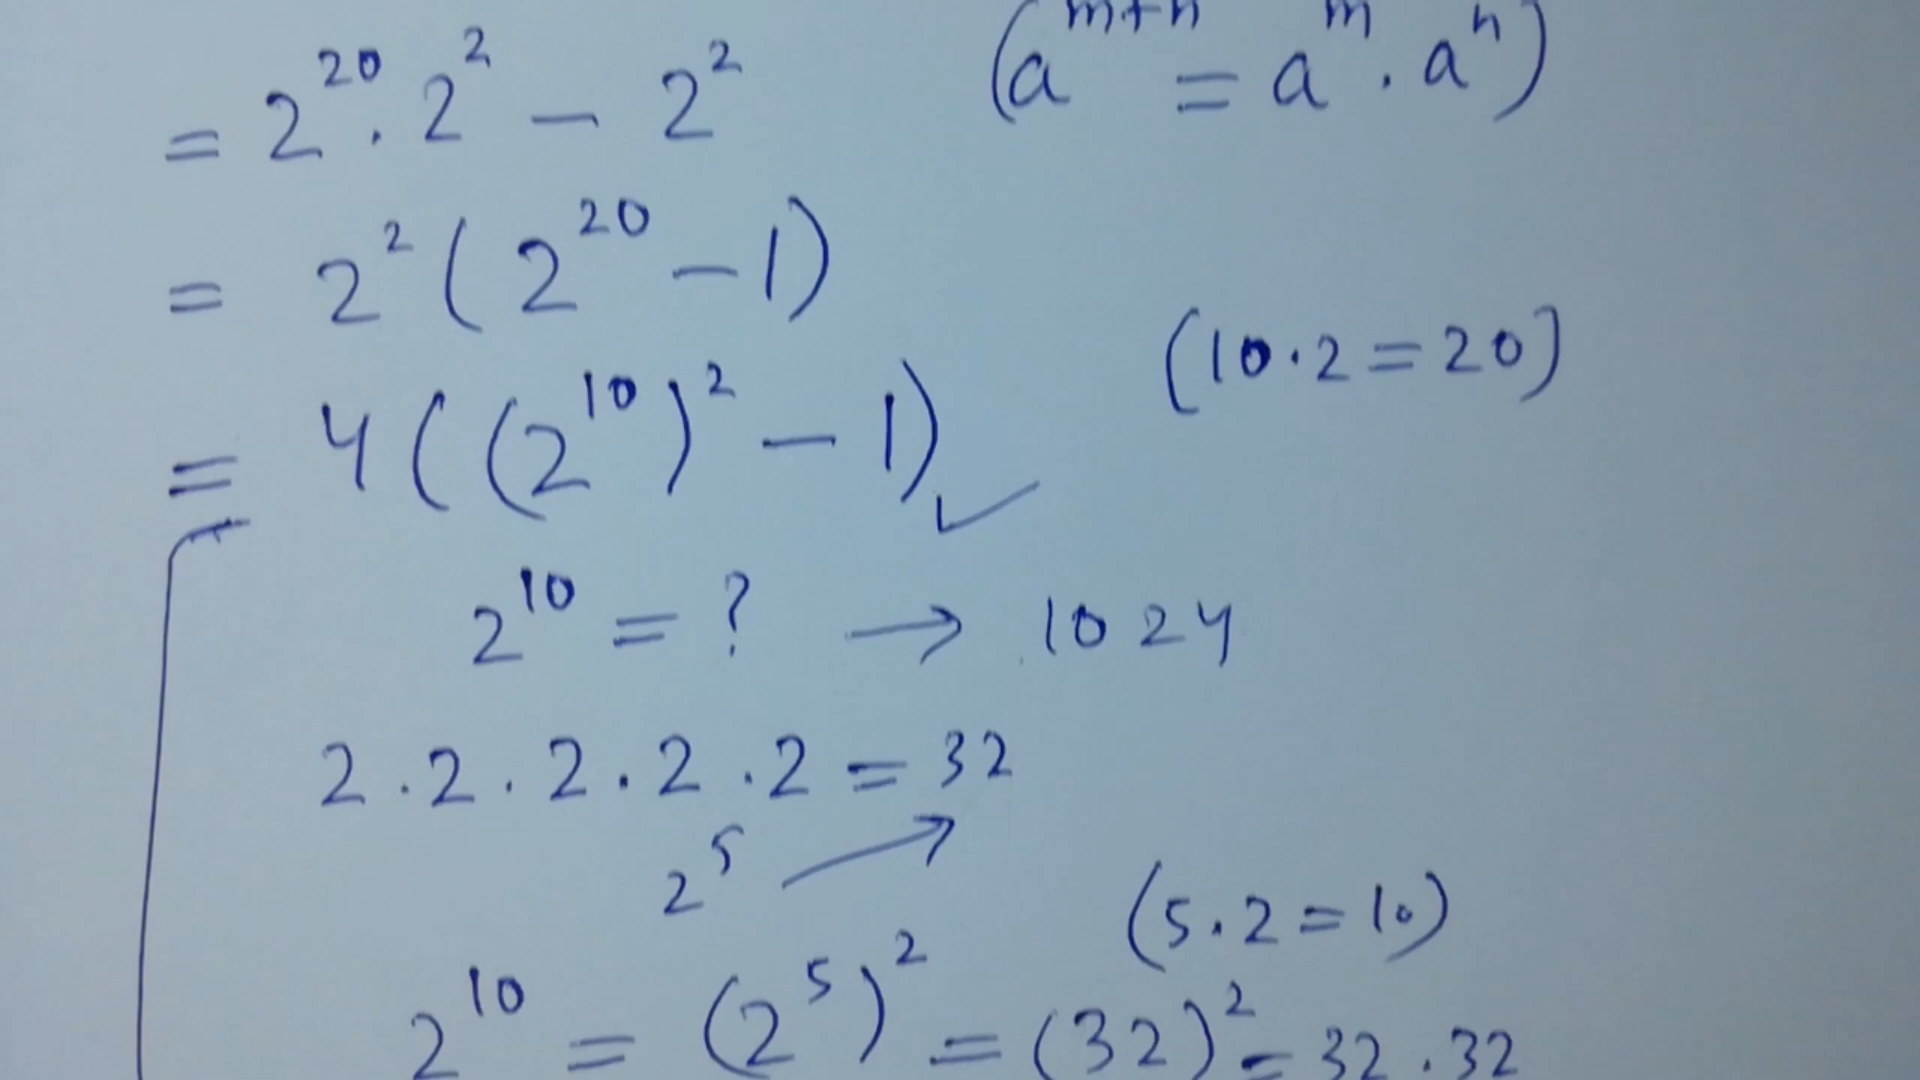 = 2^20 . 2^2 – 2^2 (a^m+n = a^m . a^n)
= 2^2 ( 2^20 – 1)
(10.2 = 20)
= 4 ( (2^10)^2 – 1) ✓
2^10 = ? → 1024
2 . 2 . 2 . 2 . 2 = 32
2^5
(5.2 = 10)
2^10 = (2^5)^2 = (32)^2 = 32 . 32